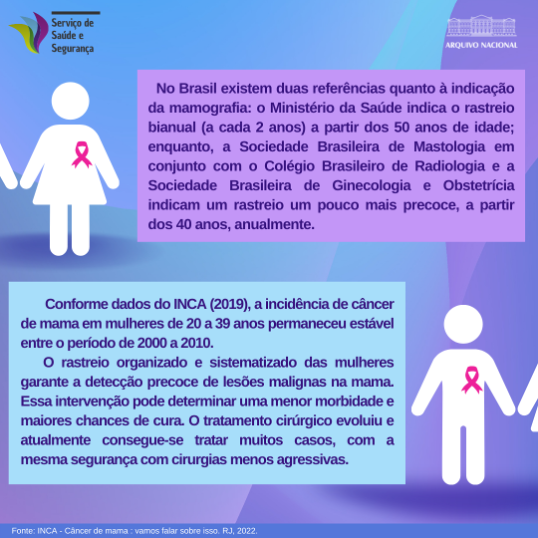 Serviço de
Saúde e
Segurança
ARQUIVO NACIONAL
No Brasil existem duas referências quanto à indicação
da mamografia: o Ministério da Saúde indica o rastreio
bianual (a cada 2 anos) a partir dos 50 anos de idade;
enquanto, a Sociedade Brasileira de Mastologia em
conjunto com o Colégio Brasileiro de Radiologia e a
Sociedade Brasileira de Ginecologia e Obstetrícia
indicam um rastreio um pouco mais precoce, a partir
dos 40 anos, anualmente.
Conforme dados do INCA (2019), a incidência de câncer
de mama em mulheres de 20 a 39 anos permaneceu estável
entre o período de 2000 a 2010.
O rastreio organizado e sistematizado das mulheres
garante a detecção precoce de lesões malignas na mama.
Essa intervenção pode determinar uma menor morbidade e
maiores chances de cura. O tratamento cirúrgico evoluiu e
atualmente consegue-se tratar muitos casos, com a
mesma segurança com cirurgias menos agressivas.
Fonte: INCA - Câncer de mama : vamos falar sobre isso. RJ, 2022.